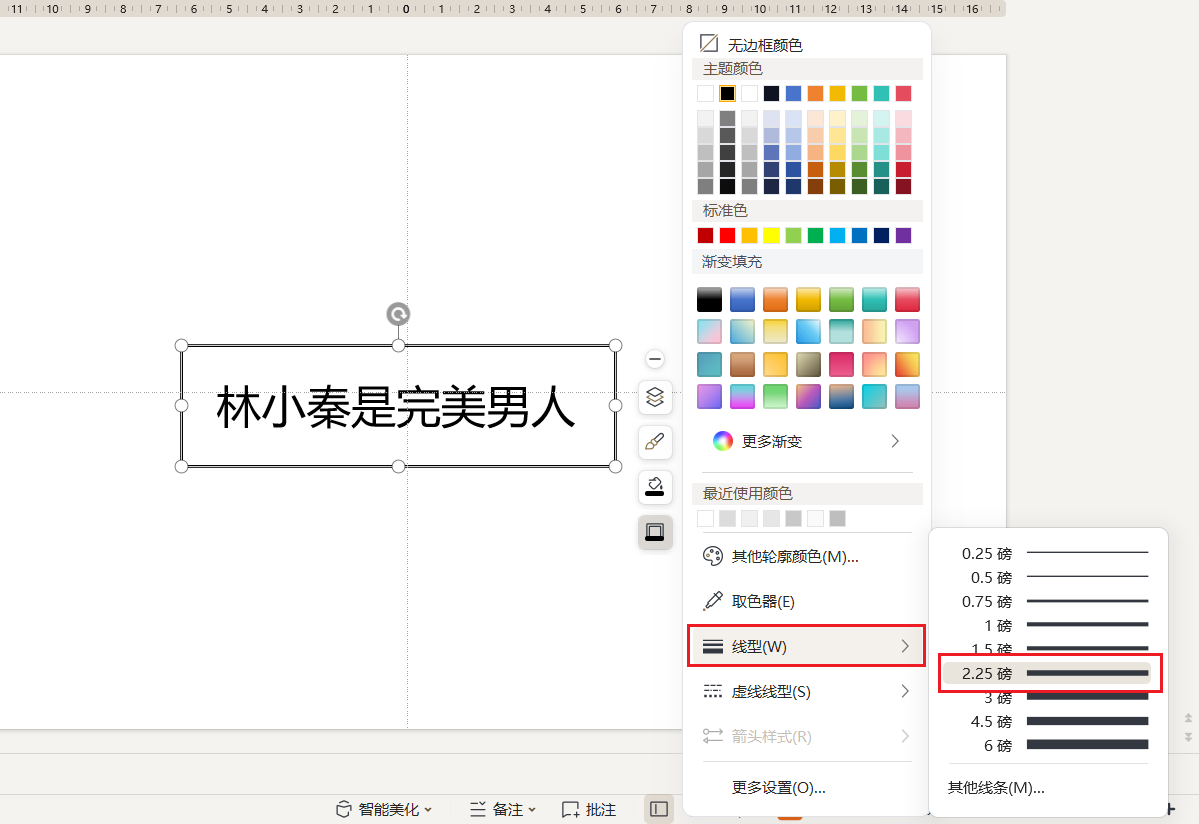 11 10 9 8 7 6 5 4 3 2 1 0 1 2 3 4 5 6 7 8 9 10 11 12 13 14 15 16
林小秦是完美男人
无边框颜色
主题颜色
标准色
渐变填充
更多渐变
最近使用颜色
其他轮廓颜色(M)...
取色器(E)
线型(W)
虚线线型(S)
箭头样式(R)
更多设置(O)...
0.25 磅
0.5 磅
0.75 磅
1 磅
1.5 磅
2.25 磅
3 磅
4.5 磅
6 磅
其他线条(M)...
智能美化
备注
批注